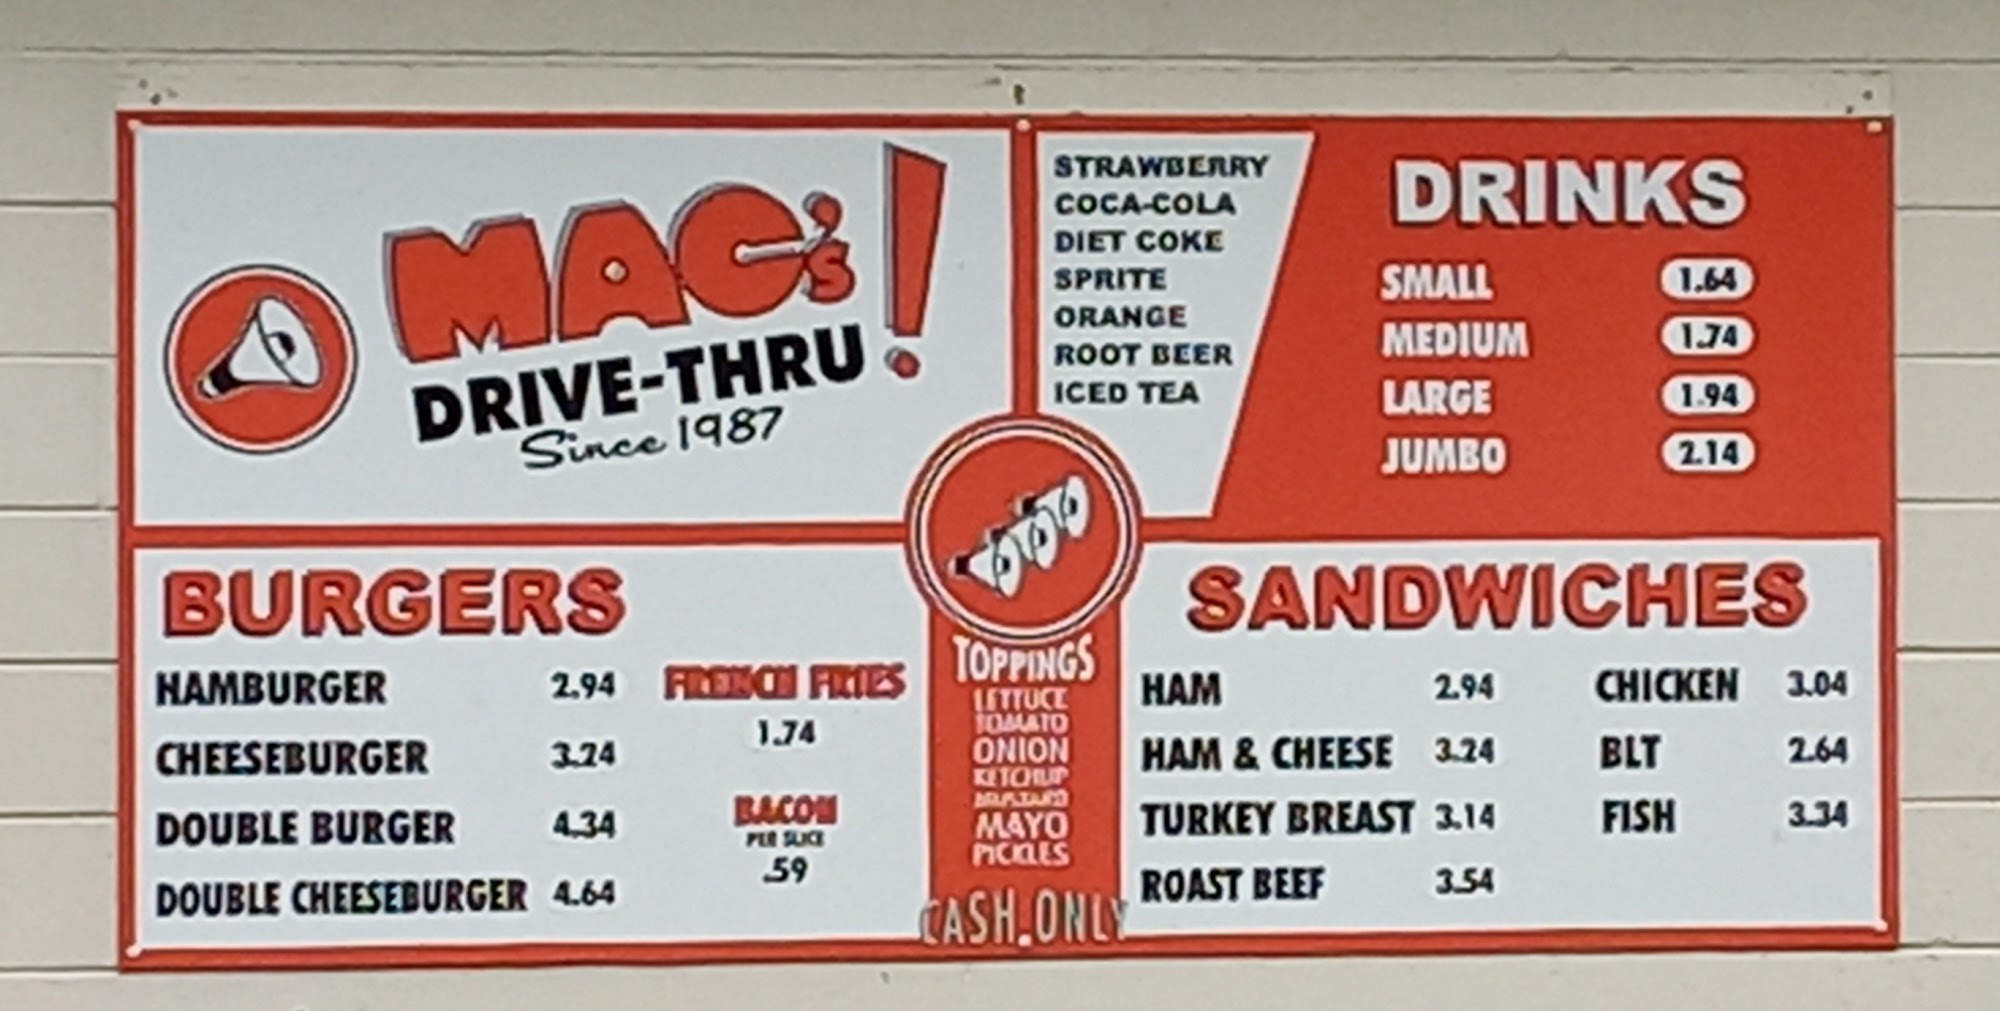 MAC's!
DRIVE-THRU
Since 1987
STRAWBERRY
COCA-COLA
DIET COKE
SPRITE
ORANGE
ROOT BEER
ICED TEA
DRINKS
SMALL 1.64
MEDIUM 1.74
LARGE 1.94
JUMBO 2.14
BURGERS
HAMBURGER 2.94
CHEESEBURGER 3.24
DOUBLE BURGER 4.34
DOUBLE CHEESEBURGER 4.64
FRENCH FRIES
1.74
BACON
PER SLICE
.59
TOPPINGS
LETTUCE
TOMATO
ONION
KETCHUP
MUSTARD
MAYO
PICKLES
CASH ONLY
SANDWICHES
HAM 2.94
HAM & CHEESE 3.24
TURKEY BREAST 3.14
ROAST BEEF 3.54
CHICKEN 3.04
BLT 2.64
FISH 3.34